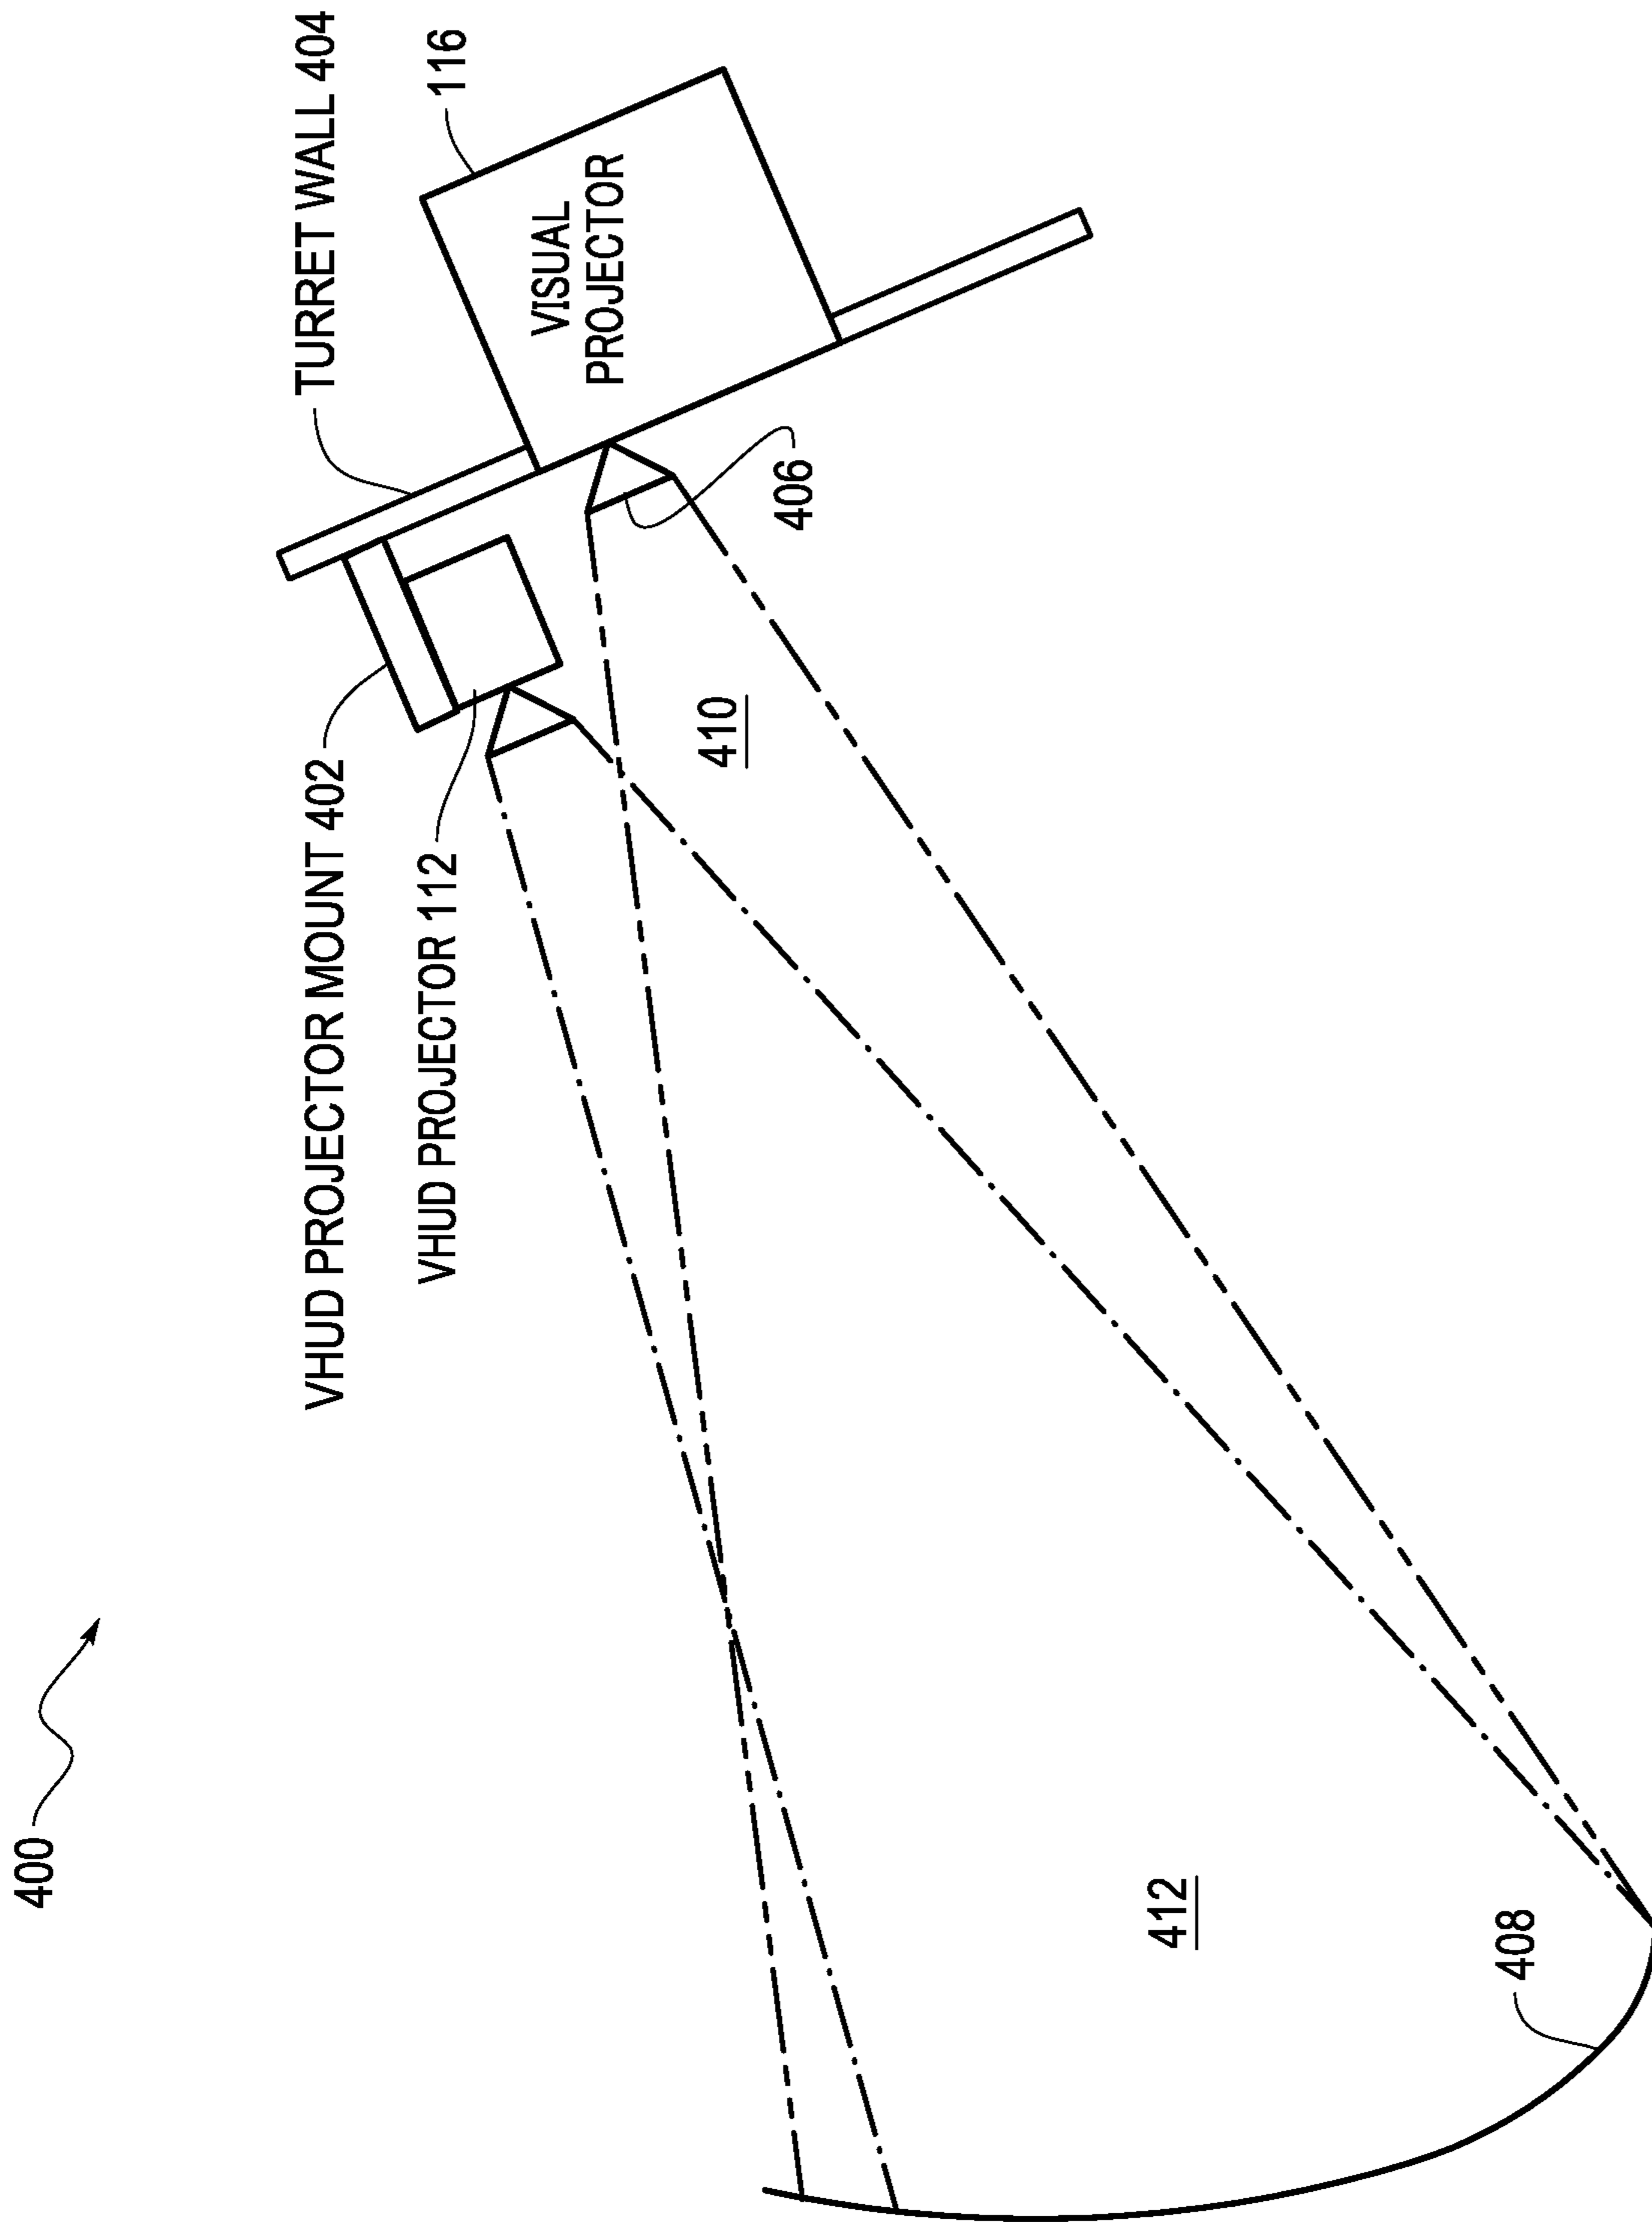 400
VHUD PROJECTOR MOUNT 402
TURRET WALL 404
VHUD PROJECTOR 112
116
VISUAL
PROJECTOR
406
410
412
408